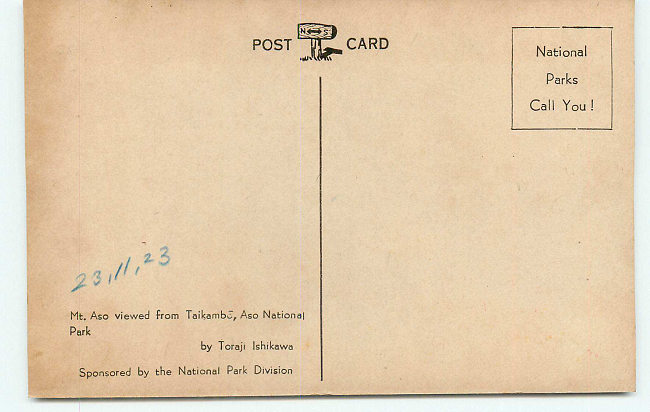 POST CARD
N S
National
Parks
Call You !
23,11,23
Mt. Aso viewed from Taikambō, Aso National
Park
by Toraji Ishikawa
Sponsored by the National Park Division